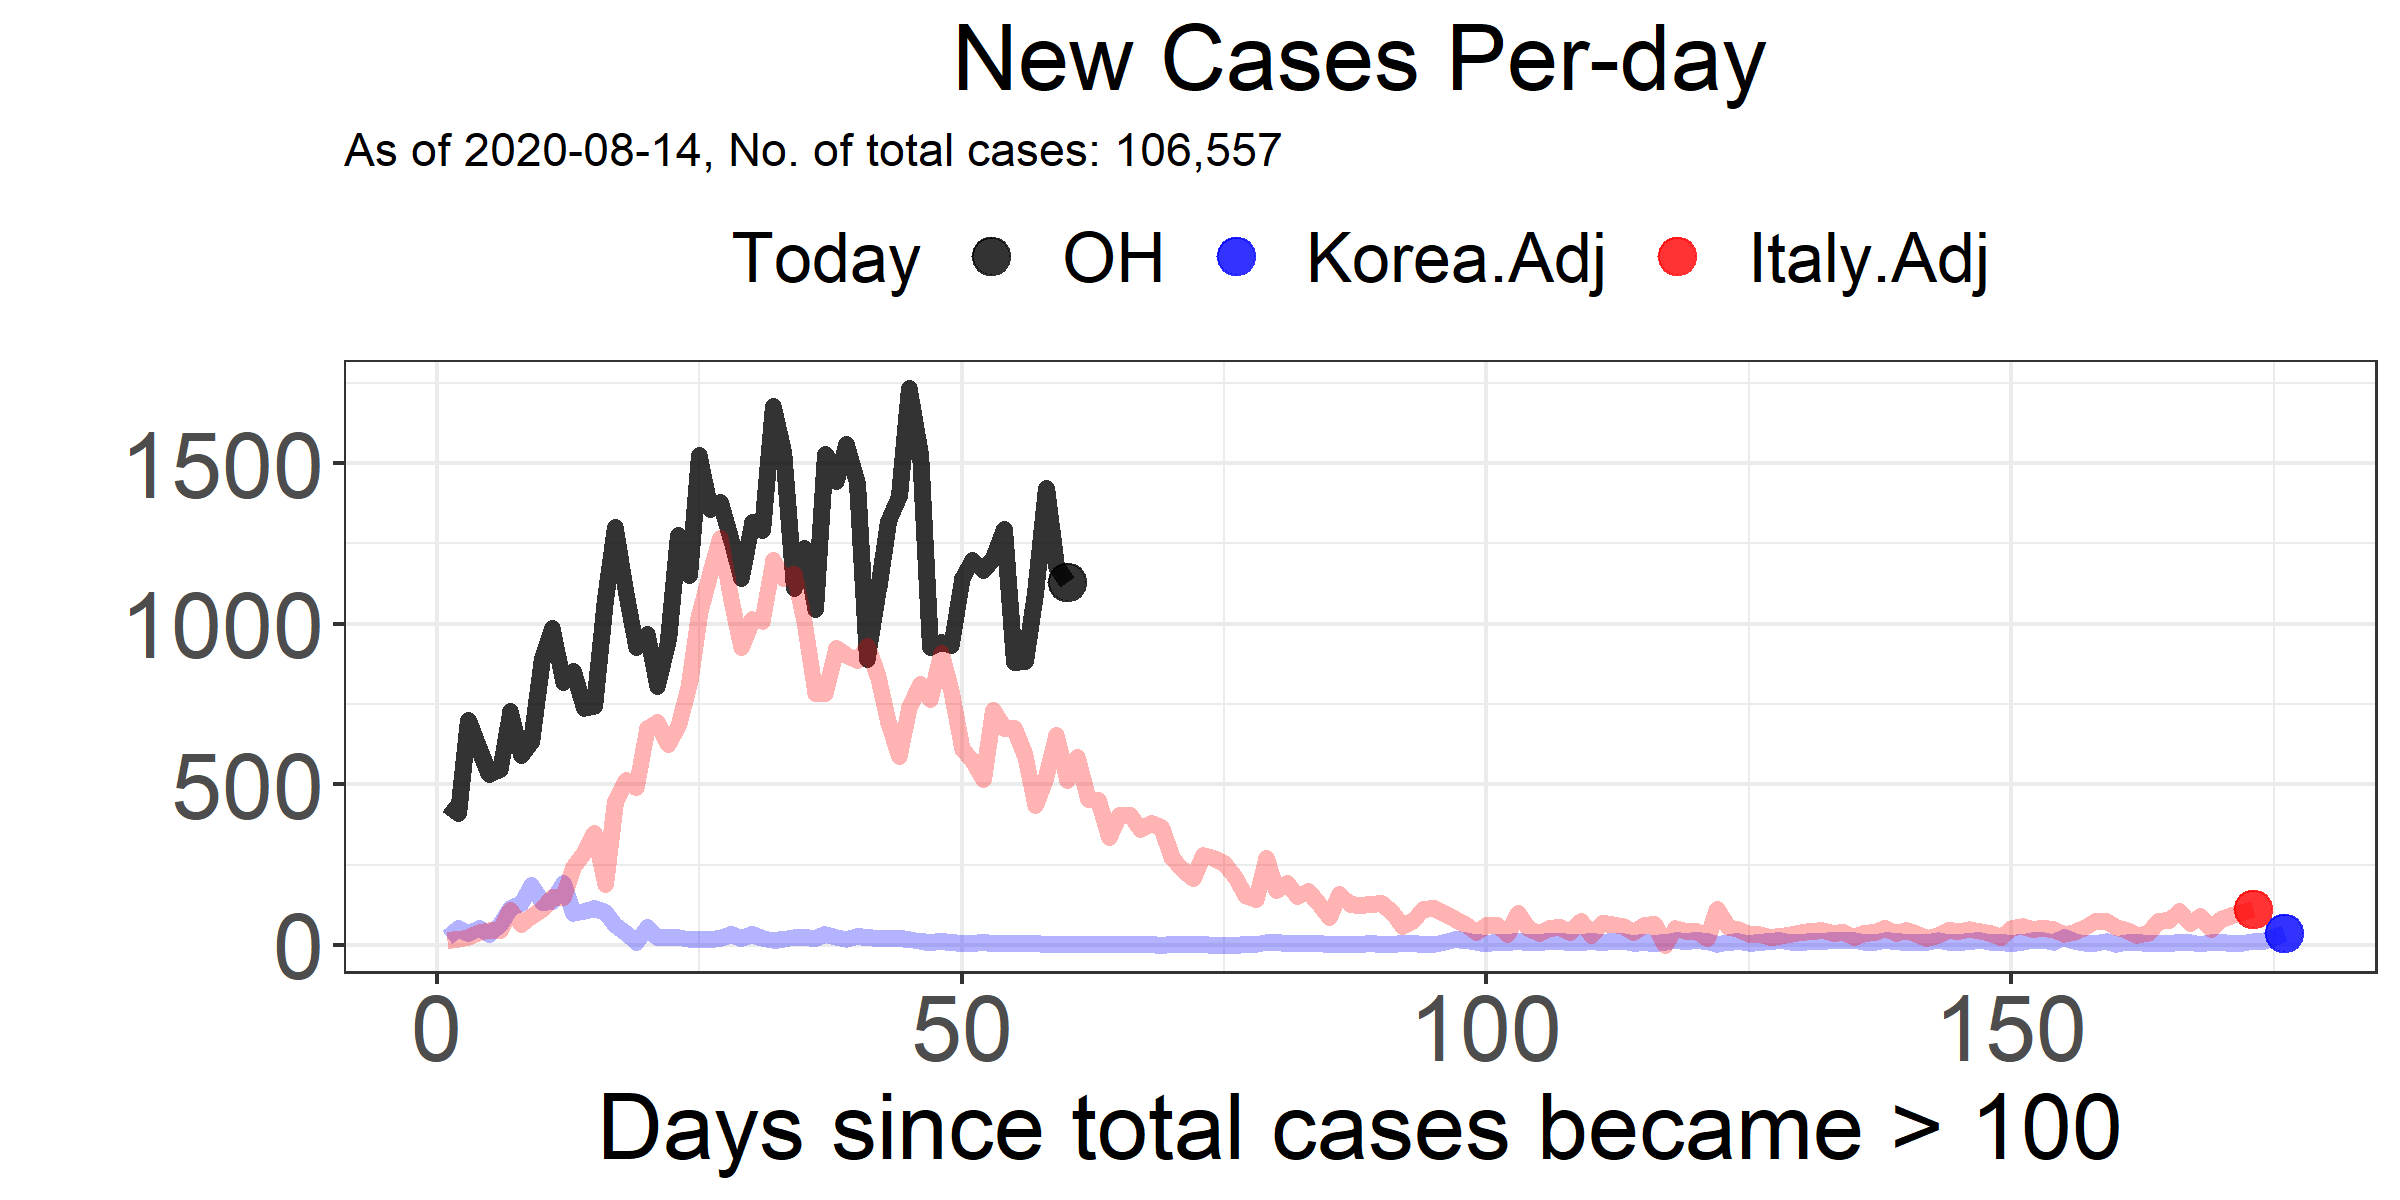 New Cases Per-day
As of 2020-08-14, No. of total cases: 106,557
Today OH Korea.Adj Italy.Adj
1500
1000
500
0
0 50 100 150
Days since total cases became > 100